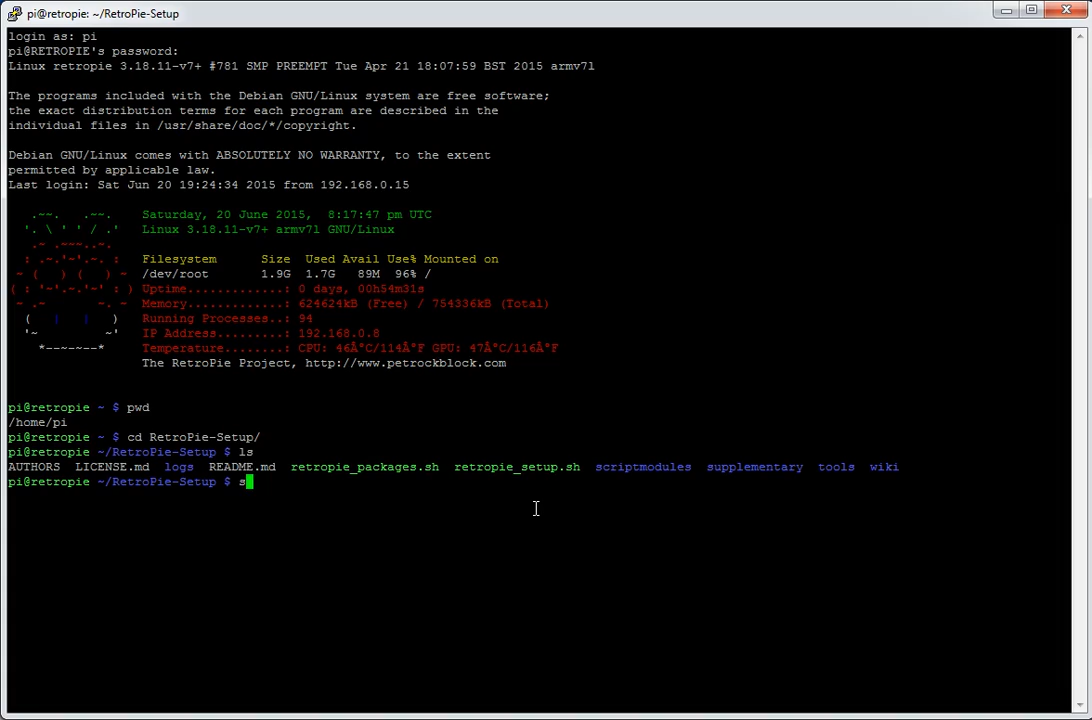 pi@retropie: ~/RetroPie-Setup
login as: pi
pi@RETROPIE's password:
Linux retropie 3.18.11-v7+ #781 SMP PREEMPT Tue Apr 21 18:07:59 BST 2015 armv7l
The programs included with the Debian GNU/Linux system are free software;
the exact distribution terms for each program are described in the
individual files in /usr/share/doc/*/copyright.
Debian GNU/Linux comes with ABSOLUTELY NO WARRANTY, to the extent
permitted by applicable law.
Last login: Sat Jun 20 19:24:34 2015 from 192.168.0.15
Saturday, 20 June 2015, 8:17:47 pm UTC
Linux 3.18.11-v7+ armv7l GNU/Linux
Filesystem Size Used Avail Use% Mounted on
/dev/root 1.9G 1.7G 89M 96% /
Uptime.............: 0 days, 00h54m31s
Memory.............: 624624kB (Free) / 754336kB (Total)
Running Processes..: 94
IP Address.........: 192.168.0.8
Temperature........: CPU: 46Â°C/114Â°F GPU: 47Â°C/116Â°F
The RetroPie Project, http://www.petrockblock.com
pi@retropie ~ $ pwd
/home/pi
pi@retropie ~ $ cd RetroPie-Setup/
pi@retropie ~/RetroPie-Setup $ ls
AUTHORS LICENSE.md logs README.md retropie_packages.sh retropie_setup.sh scriptmodules supplementary tools wiki
pi@retropie ~/RetroPie-Setup $ s